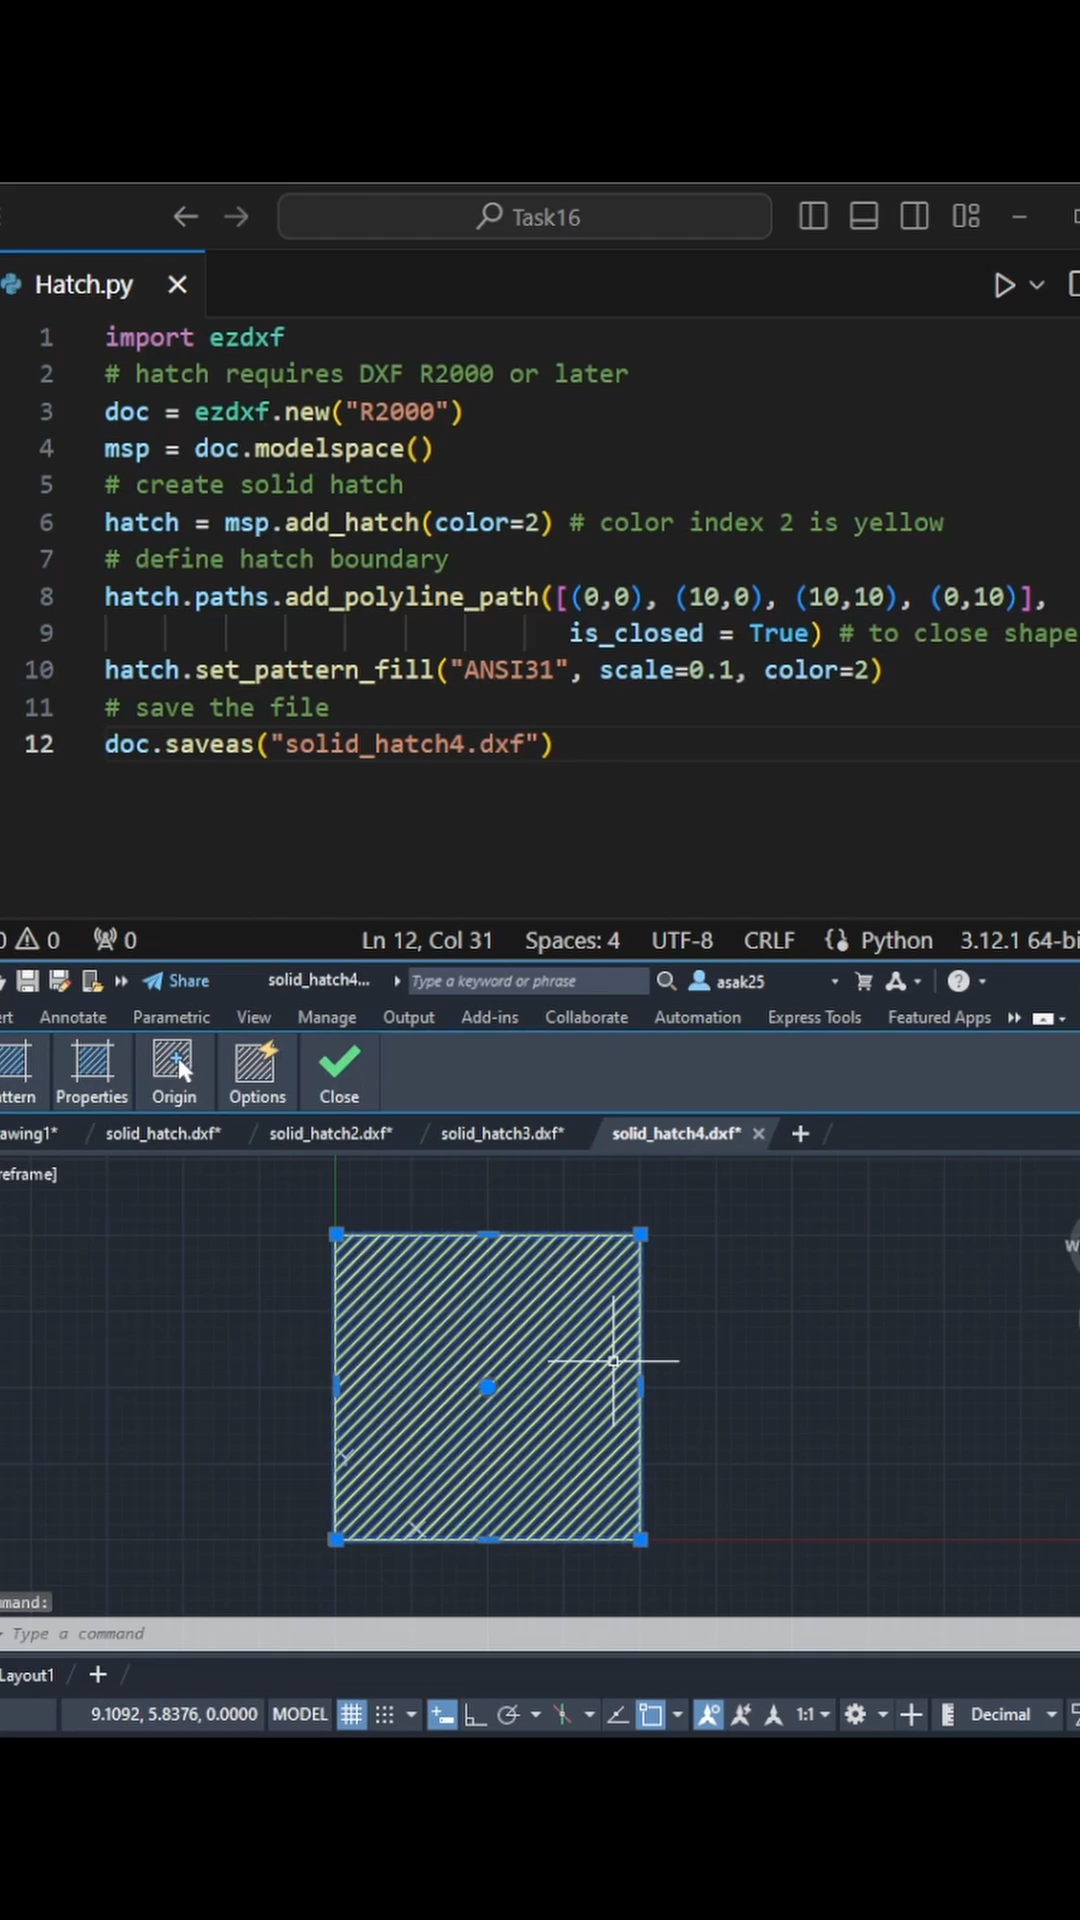 Task16
Hatch.py
1 import ezdxf
2 # hatch requires DXF R2000 or later
3 doc = ezdxf.new("R2000")
4 msp = doc.modelspace()
5 # create solid hatch
6 hatch = msp.add_hatch(color=2) # color index 2 is yellow
7 # define hatch boundary
8 hatch.paths.add_polyline_path([(0,0), (10,0), (10,10), (0,10)],
9 is_closed = True) # to close shape
10 hatch.set_pattern_fill("ANSI31", scale=0.1, color=2)
11 # save the file
12 doc.saveas("solid_hatch4.dxf")
0 0 0 Ln 12, Col 31 Spaces: 4 UTF-8 CRLF Python 3.12.1 64-bi
Share solid_hatch4... Type a keyword or phrase asak25
ert Annotate Parametric View Manage Output Add-ins Collaborate Automation Express Tools Featured Apps
ttern Properties Origin Options Close
awing1* solid_hatch.dxf* solid_hatch2.dxf* solid_hatch3.dxf* solid_hatch4.dxf*
reframe]
W
mmand:
Type a command
Layout1
9.1092, 5.8376, 0.0000 MODEL 1:1 Decimal